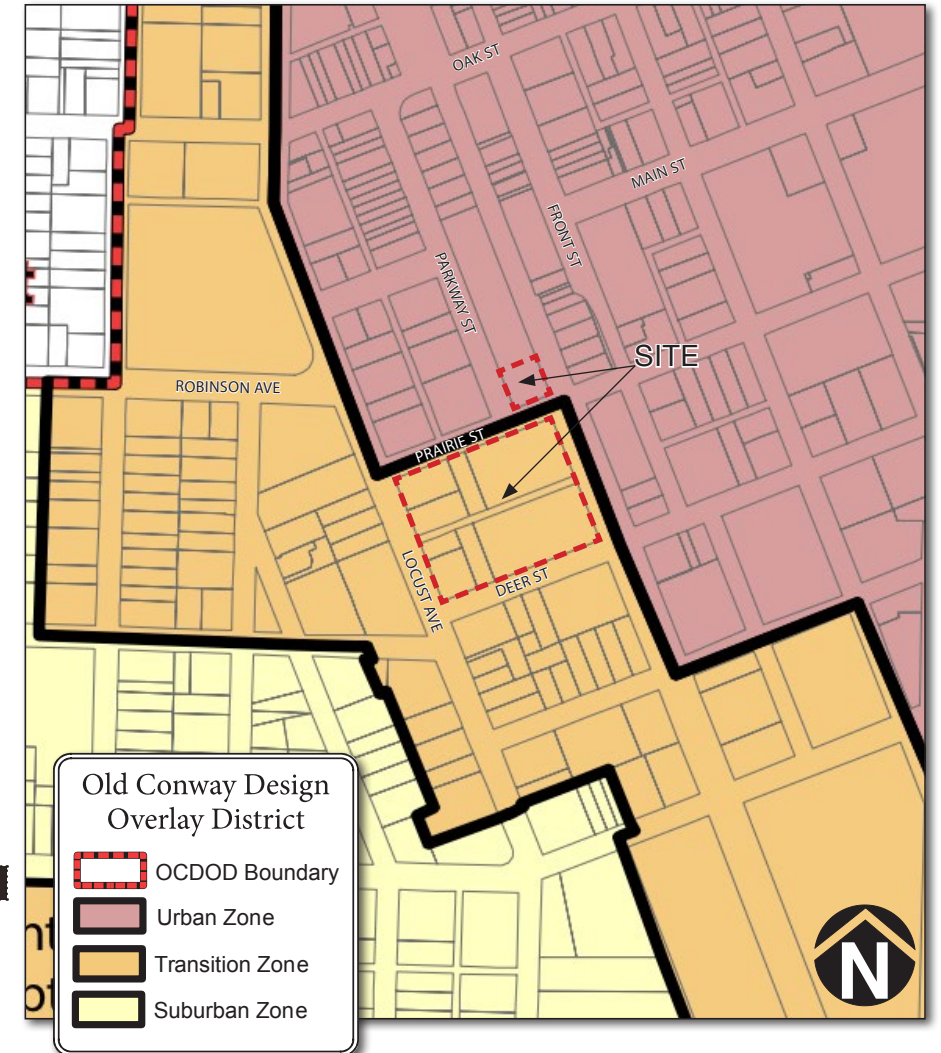 OAK ST
MAIN ST
FRONT ST
PARKWAY ST
SITE
ROBINSON AVE
PRAIRIE ST
LOCUST AVE
DEER ST
Old Conway Design
Overlay District
OCDOD Boundary
Urban Zone
Transition Zone
Suburban Zone
N